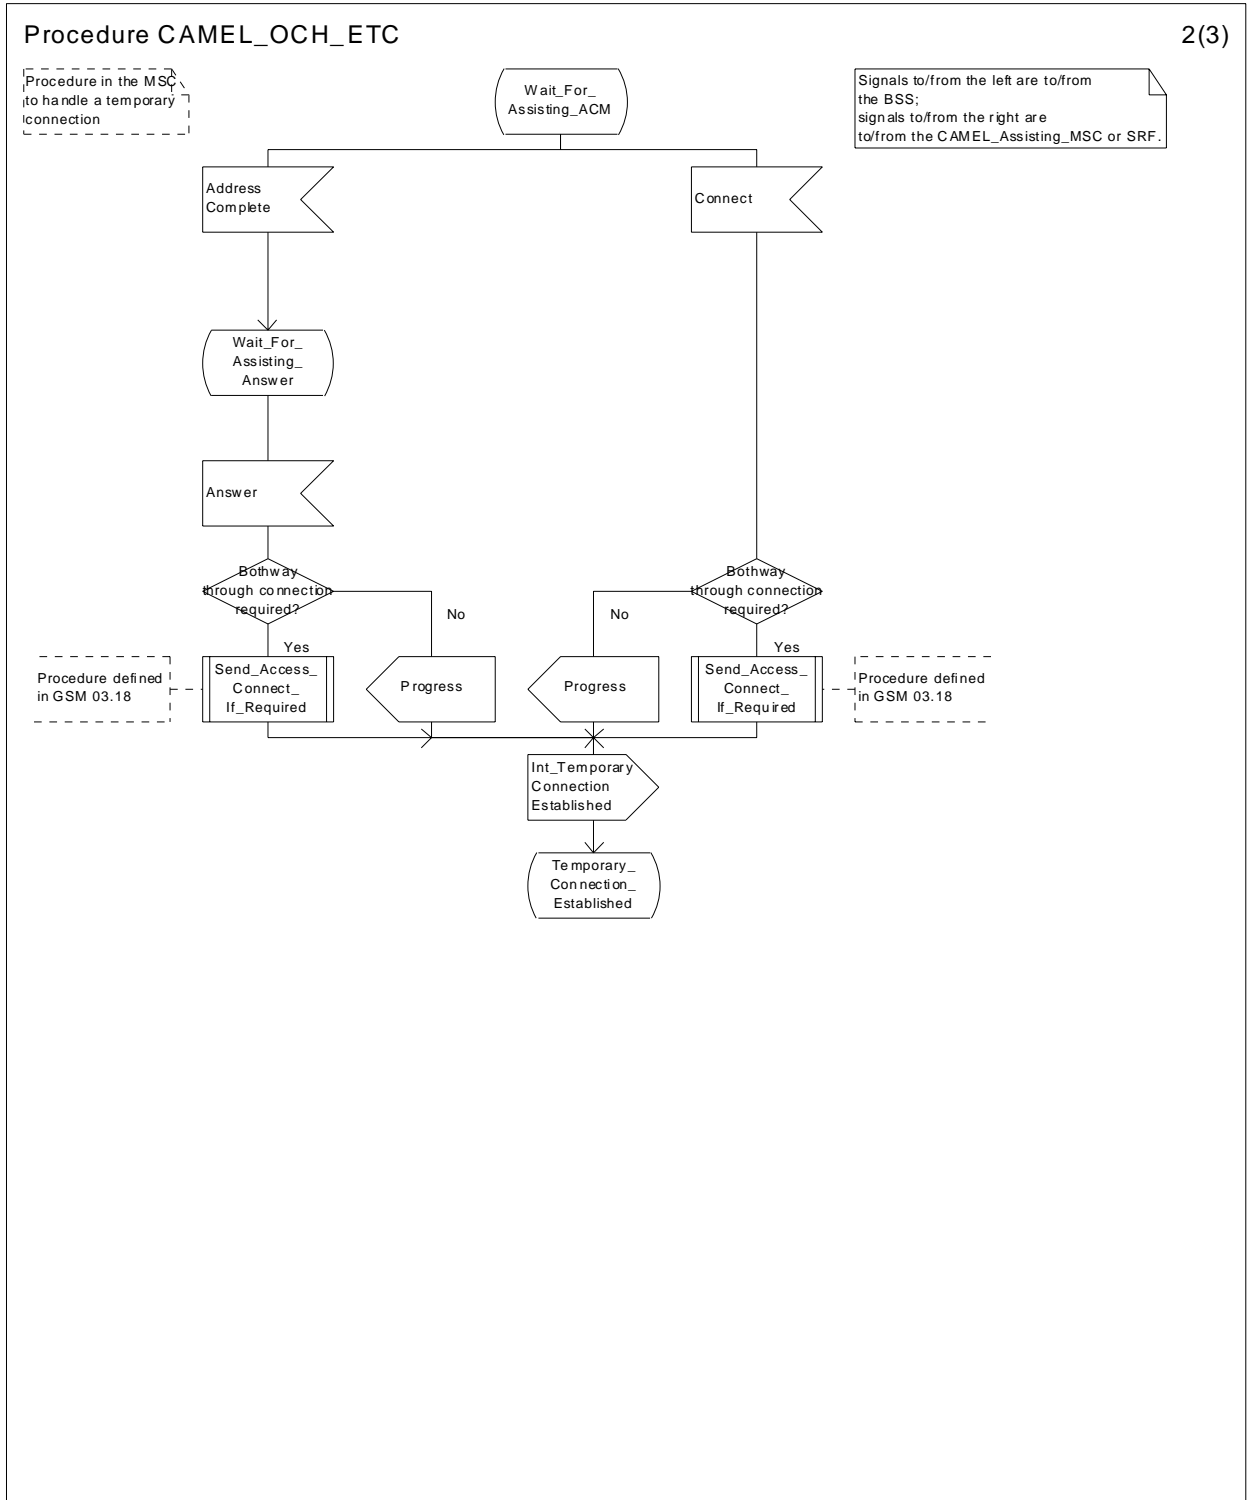 Procedure CAMEL_OCH_ETC
2(3)
Procedure in the MSC
to handle a temporary
connection
Wait_For_
Assisting_ACM
Signals to/from the left are to/from
the BSS;
signals to/from the right are
to/from the CAMEL_Assisting_MSC or SRF.
Address
Complete
Connect
Wait_For_
Assisting_
Answer
Answer
Bothway
through connection
required?
No
Yes
Bothway
through connection
required?
No
Yes
Procedure defined
in GSM 03.18
Send_Access_
Connect_
If_Required
Progress
Progress
Send_Access_
Connect_
If_Required
Procedure defined
in GSM 03.18
Int_Temporary
Connection
Established
Temporary_
Connection_
Established